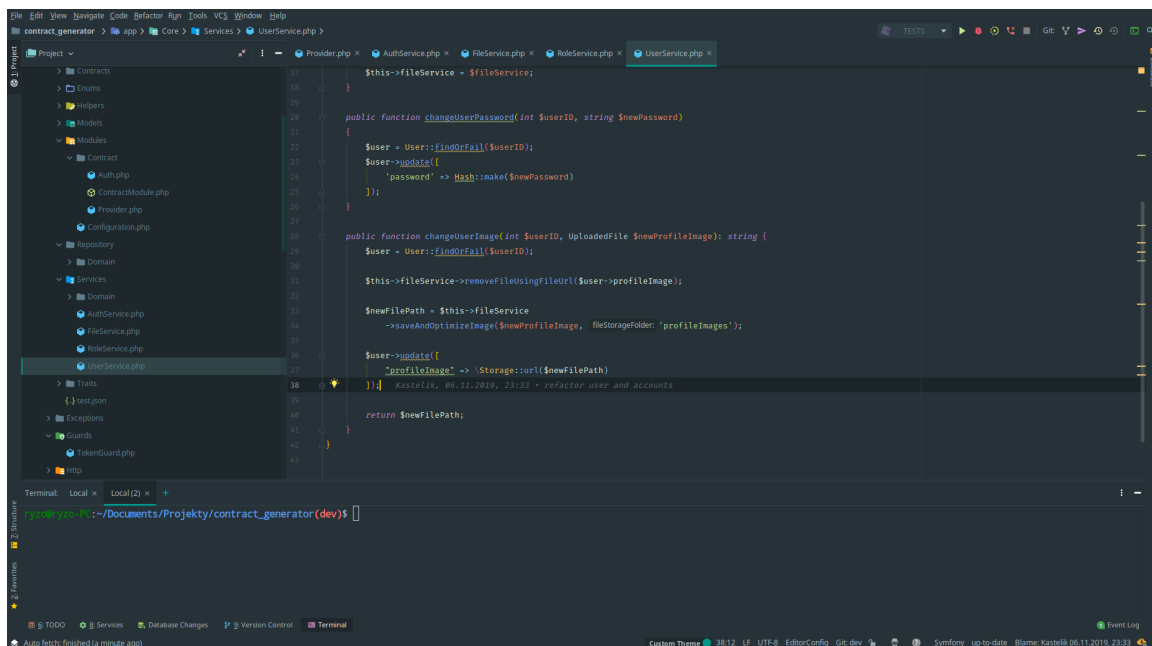 File Edit View Navigate Code Refactor Run Tools VCS Window Help
contract_generator > app > Core > Services > UserService.php >
TESTS
Git:
1: Project
Project
Provider.php × AuthService.php × FileService.php × RoleService.php × UserService.php ×
Contracts
Enums
Helpers
Models
Modules
Contract
Auth.php
ContractModule.php
Provider.php
Configuration.php
Repository
Domain
Services
Domain
AuthService.php
FileService.php
RoleService.php
UserService.php
Traits
test.json
Exceptions
Guards
TokenGuard.php
Http
17 $this->fileService = $fileService;
18 }
19
20 public function changeUserPassword(int $userID, string $newPassword)
21 {
22 $user = User::findOrFail($userID);
23 $user->update([
24 'password' => Hash::make($newPassword)
25 ]);
26 }
27
28 public function changeUserImage(int $userID, UploadedFile $newProfileImage): string {
29 $user = User::findOrFail($userID);
30
31 $this->fileService->removeFileUsingFileUrl($user->profileImage);
32
33 $newFilePath = $this->fileService
34 ->saveAndOptimizeImage($newProfileImage, fileStorageFolder: 'profileImages');
35
36 $user->update([
37 "profileImage" => \Storage::url($newFilePath)
38 ]); Kastelik, 06.11.2019, 23:33 • refactor user and accounts
39
40 return $newFilePath;
41 }
42 }
43
Terminal: Local × Local (2) × +
ryzo@ryzo-PC:~/Documents/Projekty/contract_generator(dev)$
2: Structure
2: Favorites
6: TODO 8: Services Database Changes 9: Version Control Terminal
1 Event Log
Auto fetch: finished (a minute ago)
Custom Theme 38:12 LF UTF-8 EditorConfig Git: dev Symfony up-to-date Blame: Kastelik 06.11.2019, 23:33